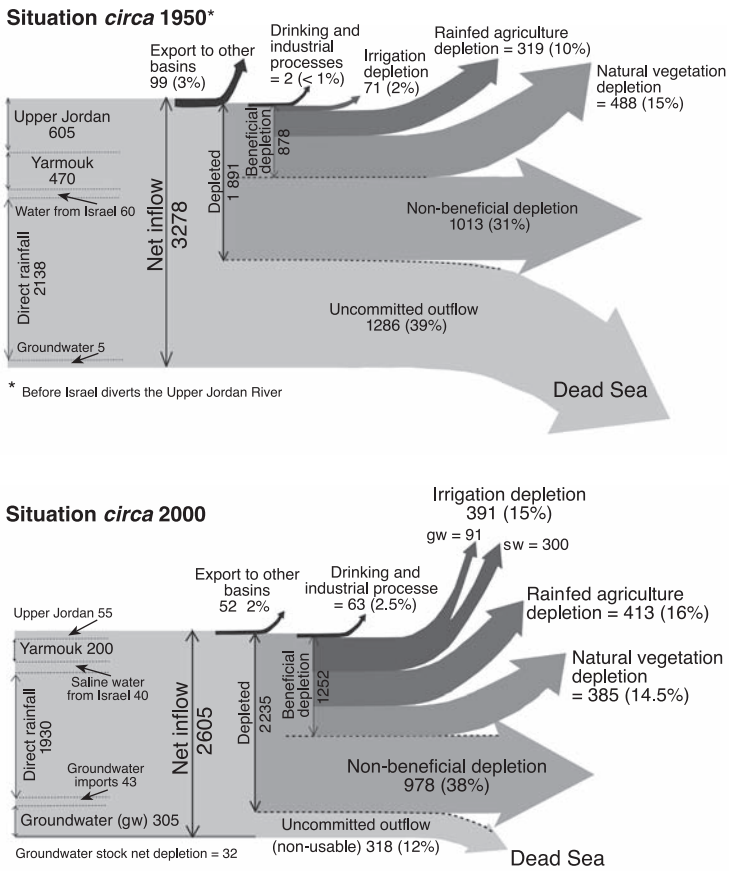 Situation circa 1950*
Export to other
basins
99 (3%)
Drinking and
industrial
processes
= 2 (< 1%)
Irrigation
depletion
71 (2%)
Rainfed agriculture
depletion = 319 (10%)
Natural vegetation
depletion
= 488 (15%)
Upper Jordan
605
Yarmouk
470
Water from Israel 60
Direct rainfall
2138
Groundwater 5
Net inflow
3278
Depleted
1 891
Beneficial
depletion
878
Non-beneficial depletion
1013 (31%)
Uncommitted outflow
1286 (39%)
Dead Sea
* Before Israel diverts the Upper Jordan River
Situation circa 2000
Irrigation depletion
391 (15%)
gw = 91
sw = 300
Export to other
basins
52 2%
Drinking and
industrial processe
= 63 (2.5%)
Rainfed agriculture
depletion = 413 (16%)
Natural vegetation
depletion
= 385 (14.5%)
Upper Jordan 55
Yarmouk 200
Saline water
from Israel 40
Direct rainfall
1930
Groundwater
imports 43
Groundwater (gw) 305
Groundwater stock net depletion = 32
Net inflow
2605
Depleted
2 235
Beneficial
depletion
1252
Non-beneficial depletion
978 (38%)
Uncommitted outflow
(non-usable) 318 (12%)
Dead Sea